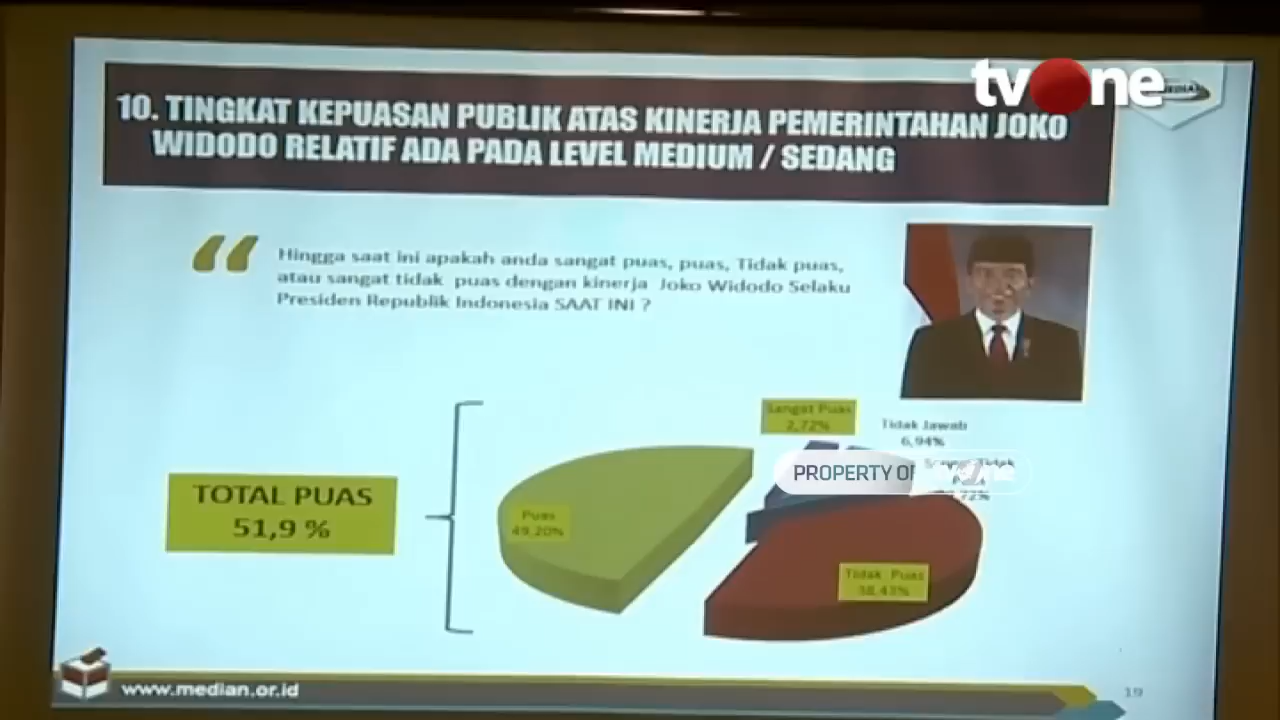 tvOne
10. TINGKAT KEPUASAN PUBLIK ATAS KINERJA PEMERINTAHAN JOKO
WIDODO RELATIF ADA PADA LEVEL MEDIUM / SEDANG
Hingga saat ini apakah anda sangat puas, puas, Tidak puas,
atau sangat tidak puas dengan kinerja Joko Widodo Selaku
Presiden Republik Indonesia SAAT INI ?
Sangat Puas
2,72%
Tidak Jawab
6,94%
PROPERTY OF tvOne
Tidak
TOTAL PUAS
51,9 %
Puas
49,20%
Tidak Puas
38,43%
www.median.or.id
19